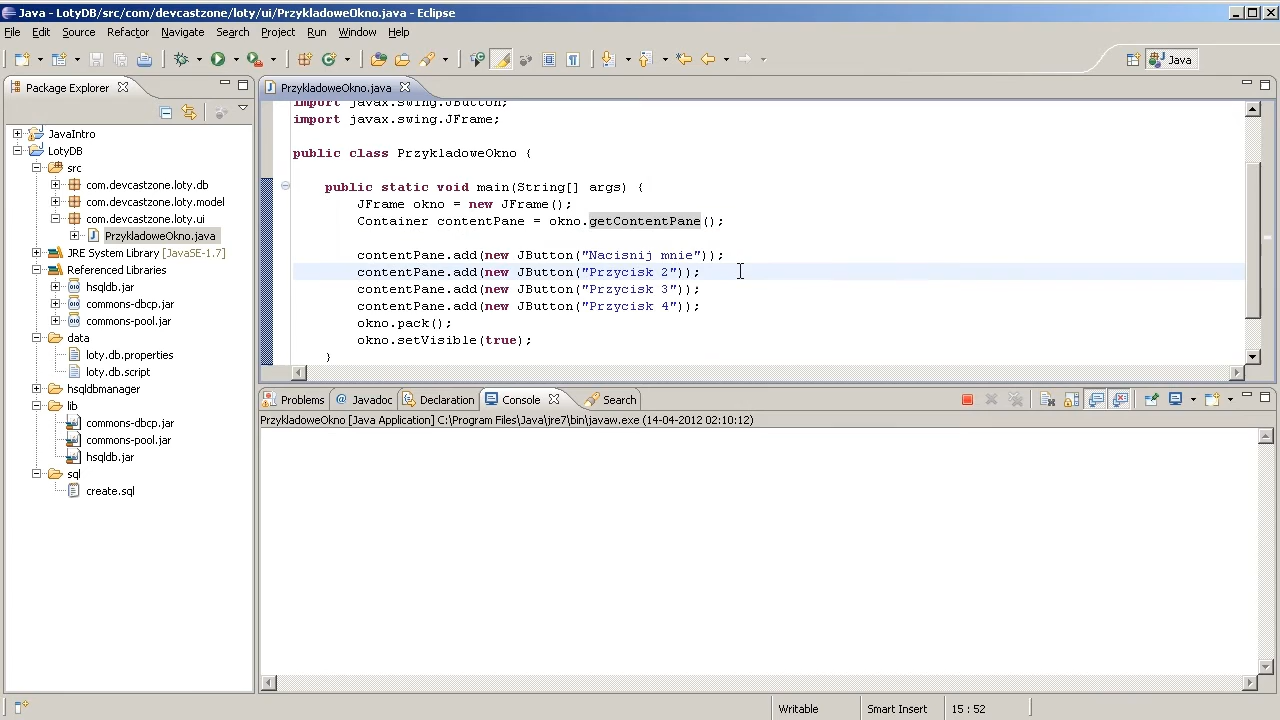 Java - LotyDB/src/com/devcastzone/loty/ui/PrzykladoweOkno.java - Eclipse
File Edit Source Refactor Navigate Search Project Run Window Help
Java
Package Explorer
JavaIntro
LotyDB
src
com.devcastzone.loty.db
com.devcastzone.loty.model
com.devcastzone.loty.ui
PrzykladoweOkno.java
JRE System Library [JavaSE-1.7]
Referenced Libraries
hsqldb.jar
commons-dbcp.jar
commons-pool.jar
data
loty.db.properties
loty.db.script
hsqldbmanager
lib
commons-dbcp.jar
commons-pool.jar
hsqldb.jar
sql
create.sql
PrzykladoweOkno.java
import javax.swing.JButton;
import javax.swing.JFrame;
public class PrzykladoweOkno {
public static void main(String[] args) {
JFrame okno = new JFrame();
Container contentPane = okno.getContentPane();
contentPane.add(new JButton("Nacisnij mnie"));
contentPane.add(new JButton("Przycisk 2"));
contentPane.add(new JButton("Przycisk 3"));
contentPane.add(new JButton("Przycisk 4"));
okno.pack();
okno.setVisible(true);
}
Problems @ Javadoc Declaration Console Search
PrzykladoweOkno [Java Application] C:\Program Files\Java\jre7\bin\javaw.exe (14-04-2012 02:10:12)
Writable Smart Insert 15 : 52